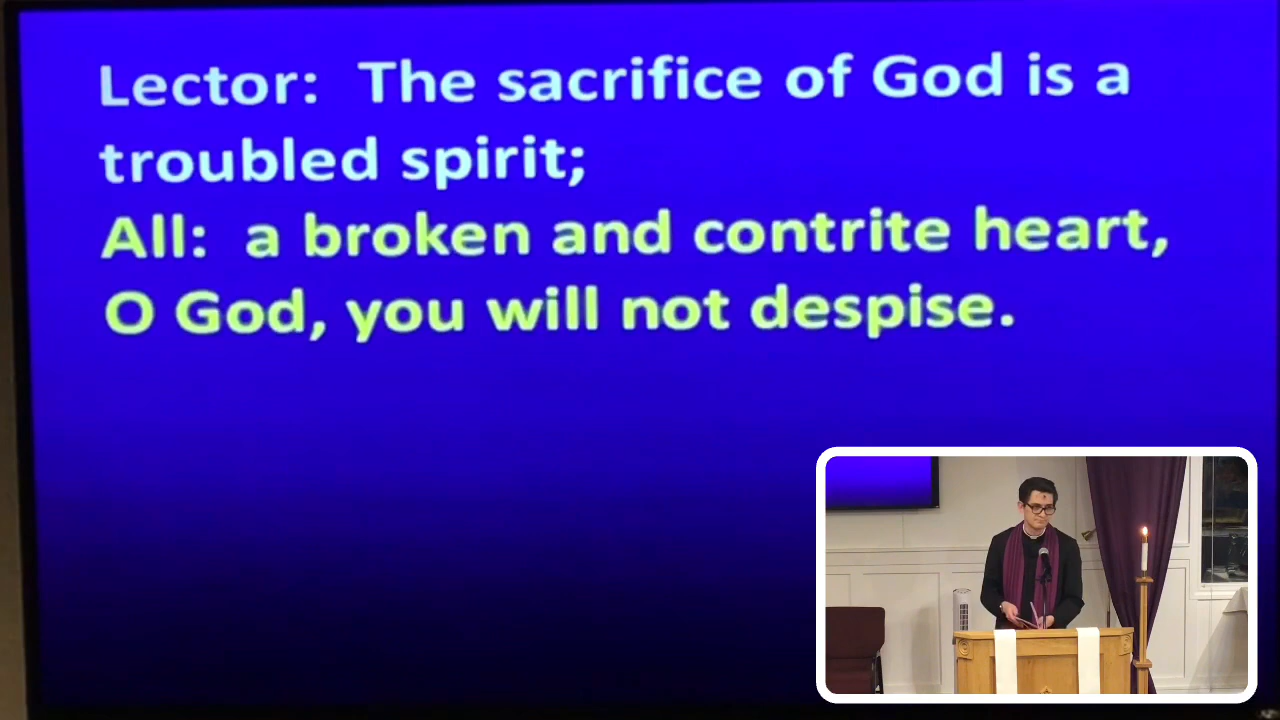 Lector: The sacrifice of God is a
troubled spirit;
All: a broken and contrite heart,
O God, you will not despise.